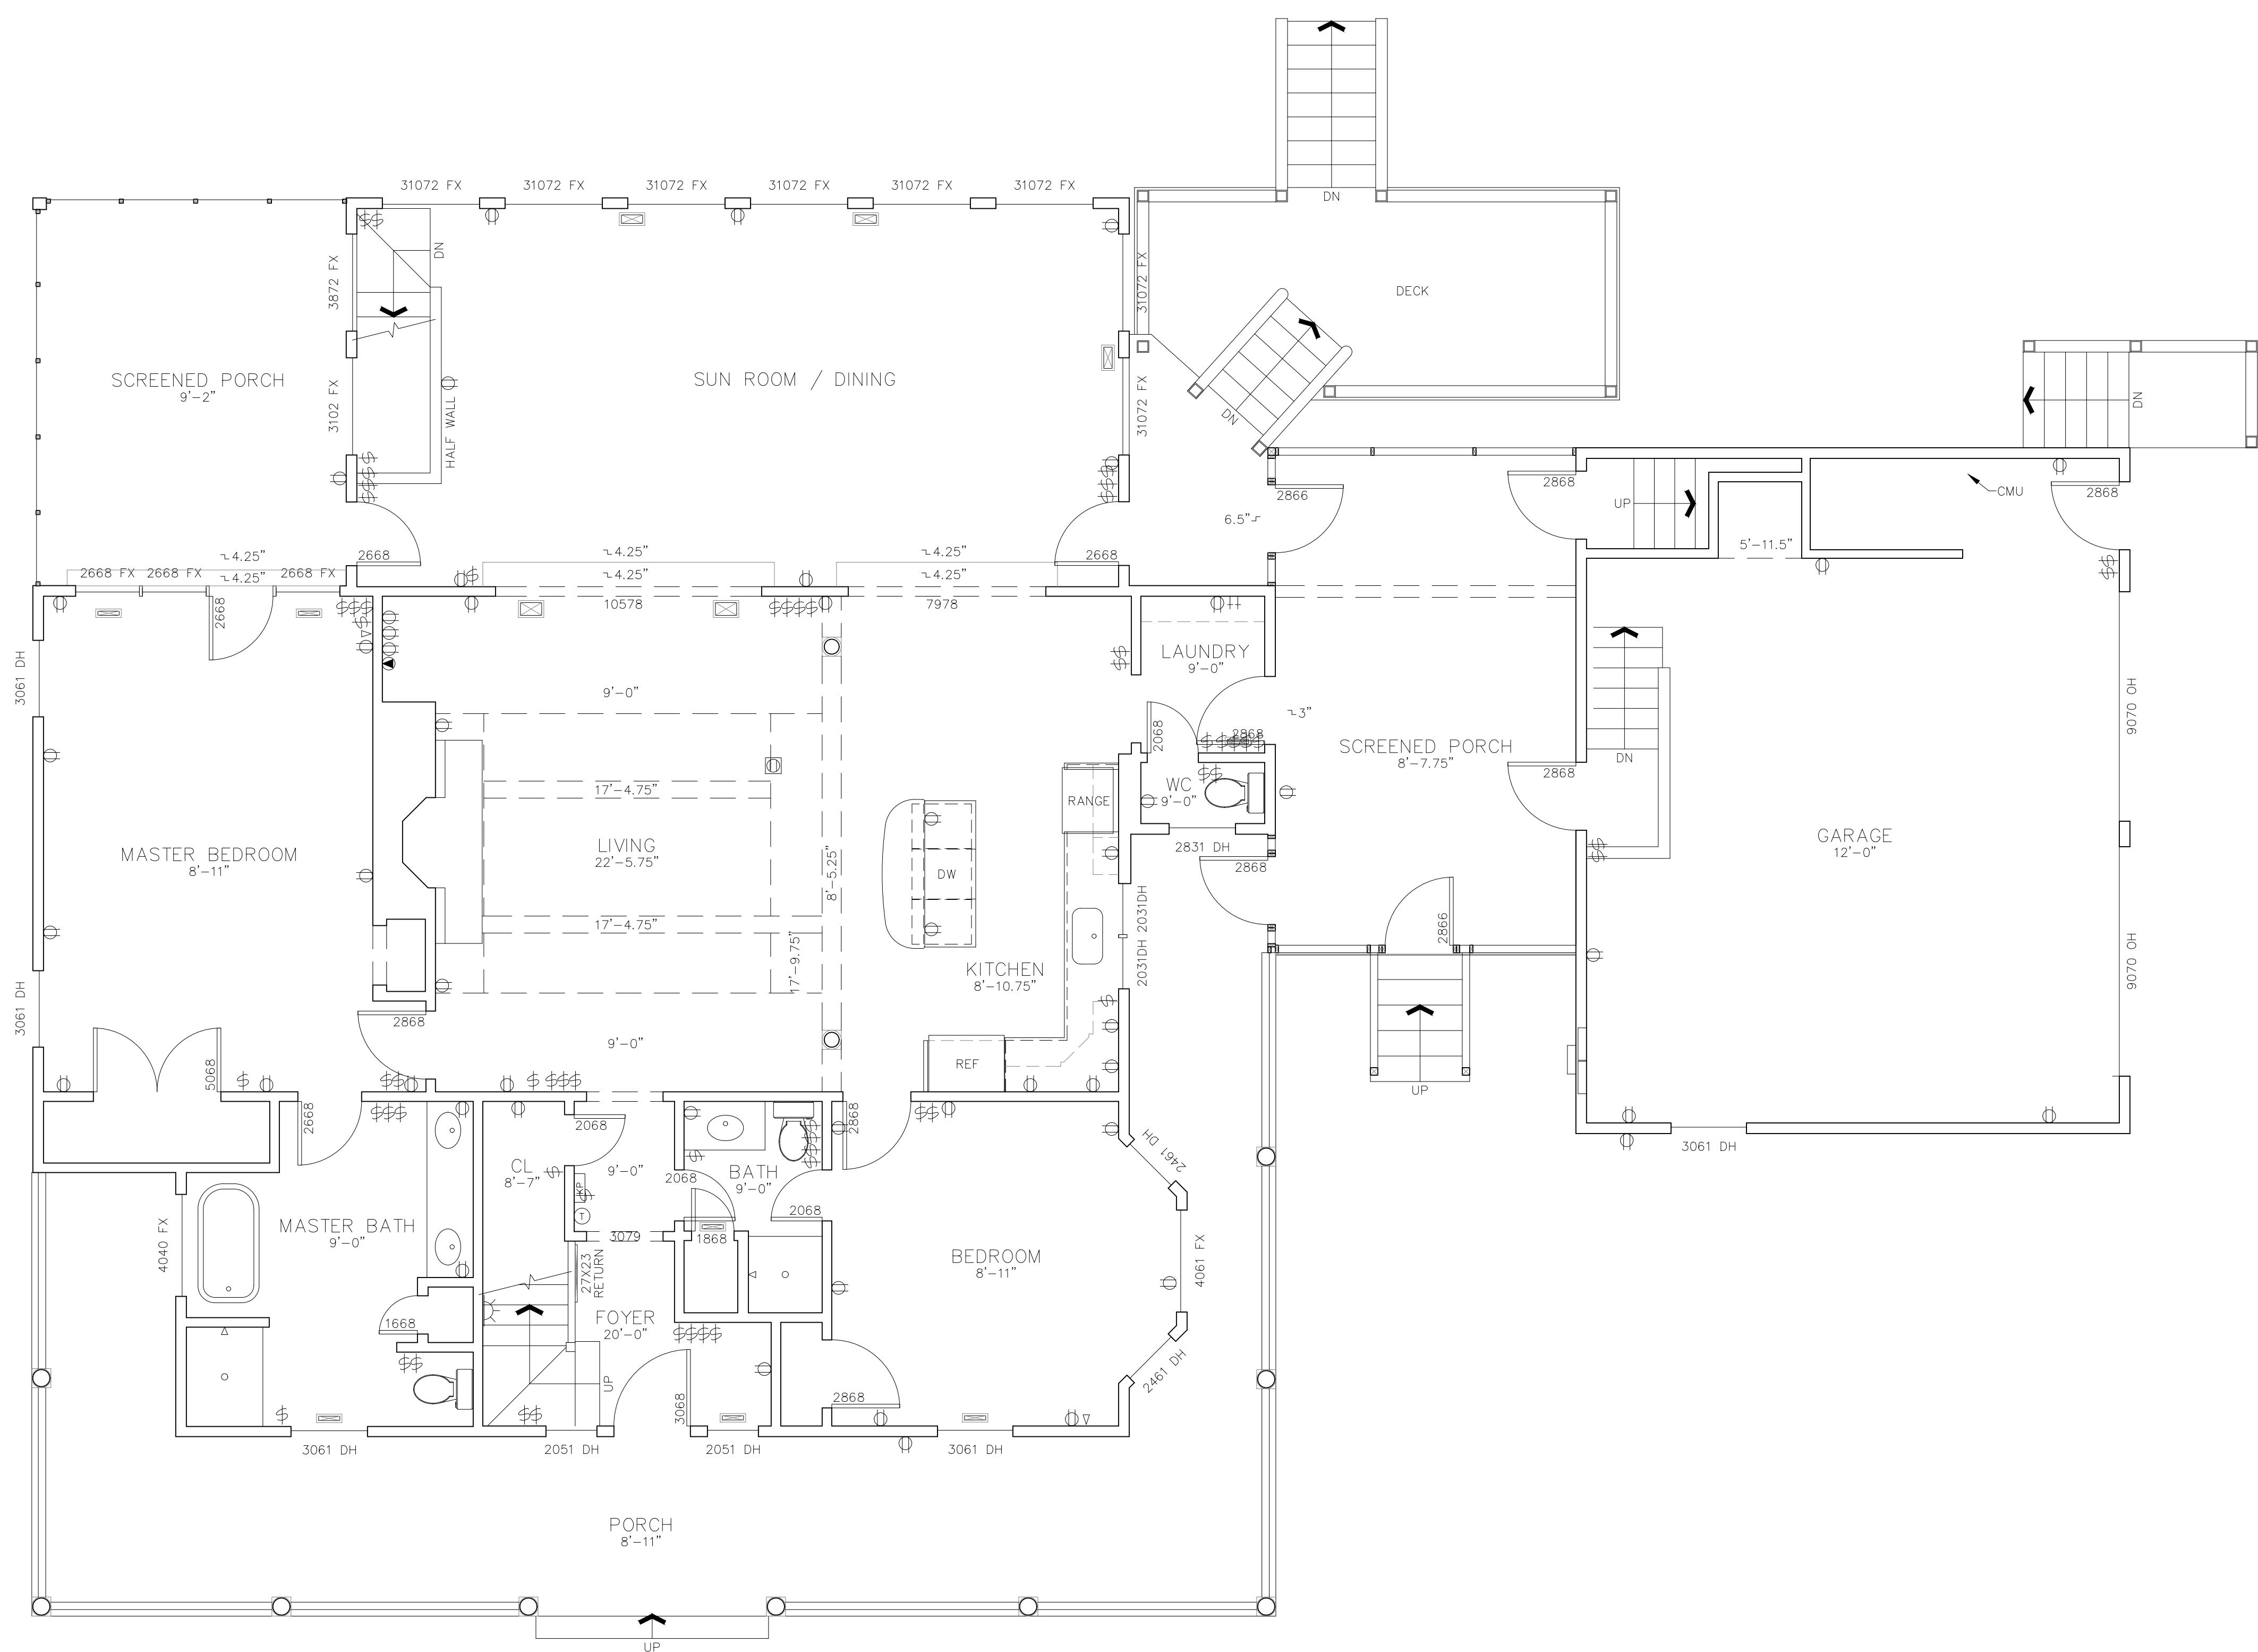 DN
31072 FX
31072 FX
31072 FX
31072 FX
31072 FX
31072 FX
DN
3872 FX
31072 FX
DECK
SCREENED PORCH
9'-2"
SUN ROOM / DINING
3102 FX
HALF WALL
31072 FX
DN
DN
2866
2868
UP
CMU
2868
6.5"
4.25"
2668
4.25"
4.25"
2668
5'-11.5"
2668 FX
2668 FX
4.25"
2668 FX
4.25"
4.25"
10578
7978
2668
3061 DH
LAUNDRY
9'-0"
9'-0"
2068
2868
3"
SCREENED PORCH
8'-7.75"
2868
DN
9070 OH
17'-4.75"
RANGE
WC
9'-0"
MASTER BEDROOM
8'-11"
LIVING
22'-5.75"
8'-5.25"
DW
2831 DH
2868
GARAGE
12'-0"
17'-4.75"
17'-9.75"
2031DH
2031DH
2866
KITCHEN
8'-10.75"
9070 OH
3061 DH
2868
9'-0"
REF
UP
5068
2668
2068
2868
2461 DH
3061 DH
CL
8'-7"
9'-0"
KP
T
2068
BATH
9'-0"
2068
MASTER BATH
9'-0"
4040 FX
3079
1868
27X23
RETURN
BEDROOM
8'-11"
4061 FX
1668
FOYER
20'-0"
UP
3068
2868
2461 DH
3061 DH
2051 DH
2051 DH
3061 DH
PORCH
8'-11"
UP